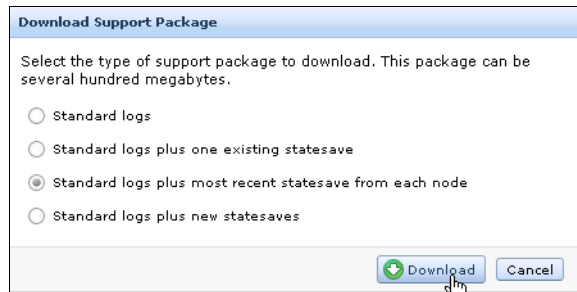 Download Support Package
Select the type of support package to download. This package can be
several hundred megabytes.
Standard logs
Standard logs plus one existing statesave
Standard logs plus most recent statesave from each node
Standard logs plus new statesaves
Download
Cancel